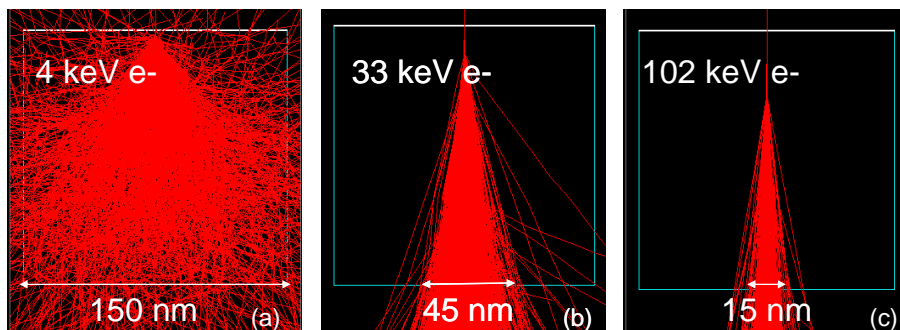 4 keV e-
150 nm
(a)
33 keV e-
45 nm
(b)
102 keV e-
15 nm
(c)